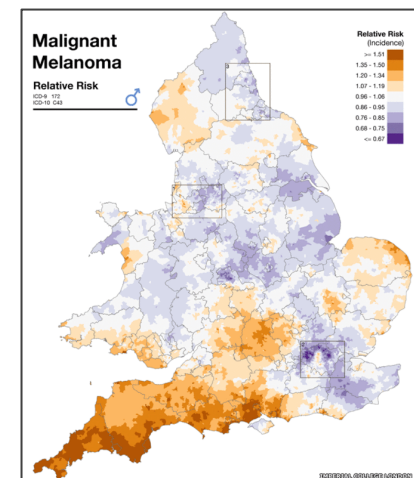 Malignant
Melanoma
Relative Risk
ICD-9 172
ICD-10 C43
Relative Risk
(Incidence)
>= 1.51
1.35 - 1.50
1.20 - 1.34
1.07 - 1.19
0.96 - 1.06
0.86 - 0.95
0.76 - 0.85
0.68 - 0.75
<= 0.67
IMPERIAL COLLEGE LONDON